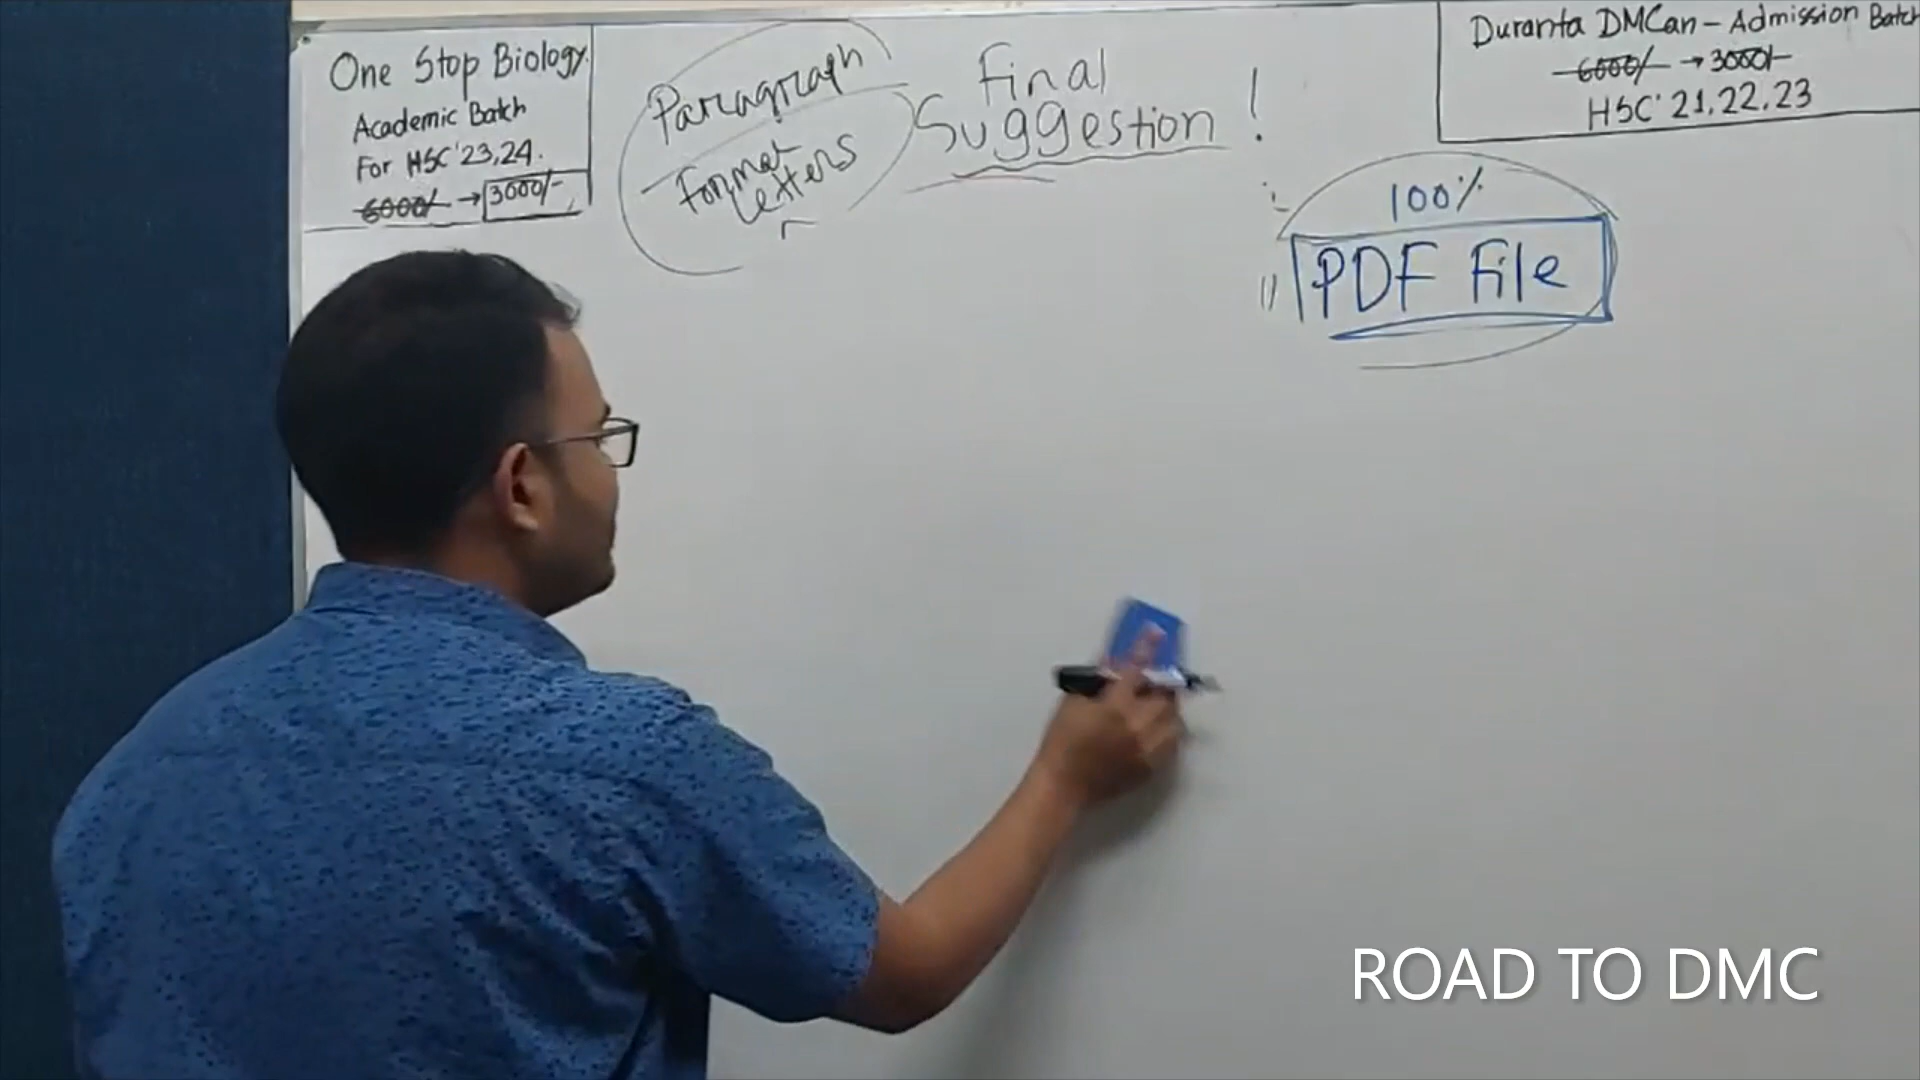 One Stop Biology.
Academic Batch
For HSC'23,24.
6000/- →3000/-
Paragraph
Formal
Letters
Final
Suggestion !
Duranta DMCan - Admission Batch
6000/- →3000/-
HSC'21,22,23
100%
PDF File
ROAD TO DMC